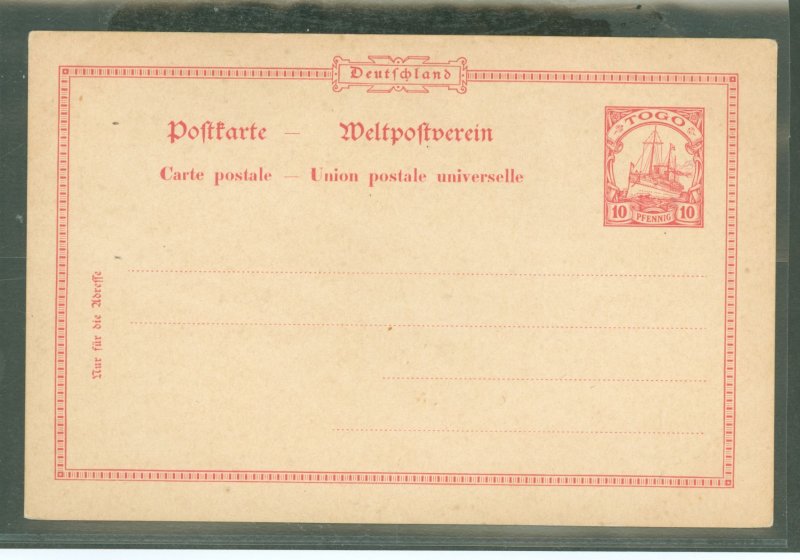 Deutschland
Postkarte — Weltpostverein
Carte postale — Union postale universelle
TOGO
10 PFENNIG 10
Nur für die Adresse